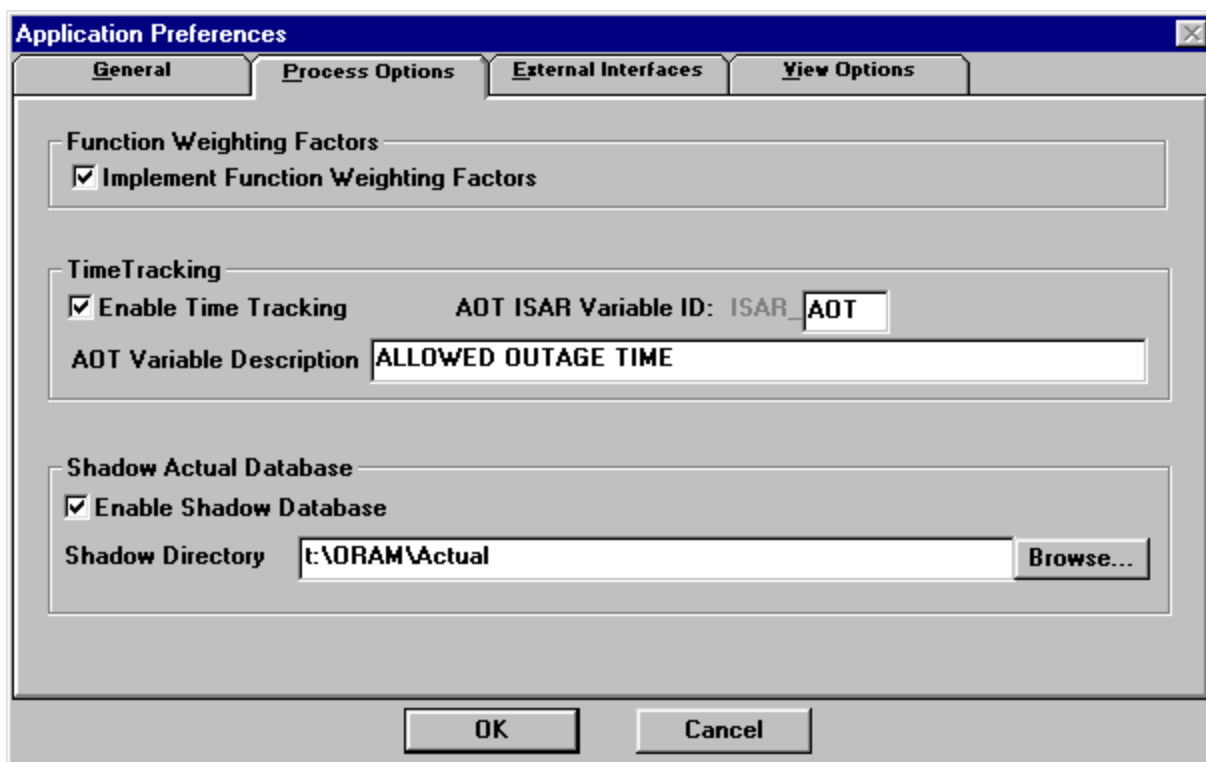 Application Preferences
General Process Options External Interfaces View Options
Function Weighting Factors
Implement Function Weighting Factors
TimeTracking
Enable Time Tracking AOT ISAR Variable ID: ISAR_ AOT
AOT Variable Description ALLOWED OUTAGE TIME
Shadow Actual Database
Enable Shadow Database
Shadow Directory t:\ORAM\Actual Browse...
OK Cancel